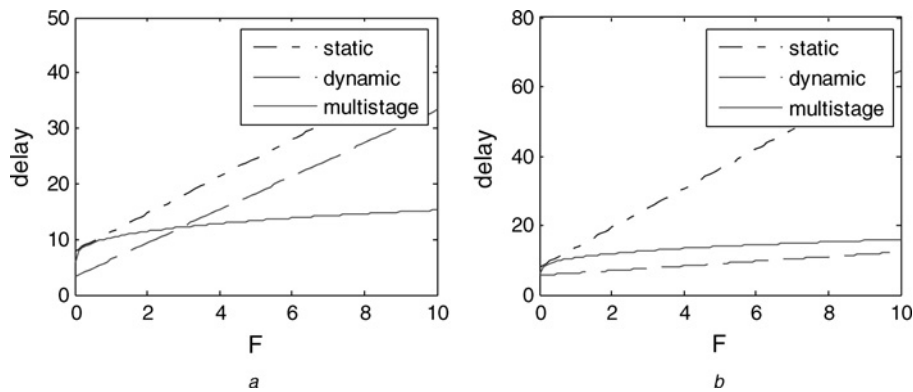 50
40
30
20
10
0
delay
static
dynamic
multistage
0 2 4 6 8 10
F
a
80
60
40
20
0
delay
static
dynamic
multistage
0 2 4 6 8 10
F
b